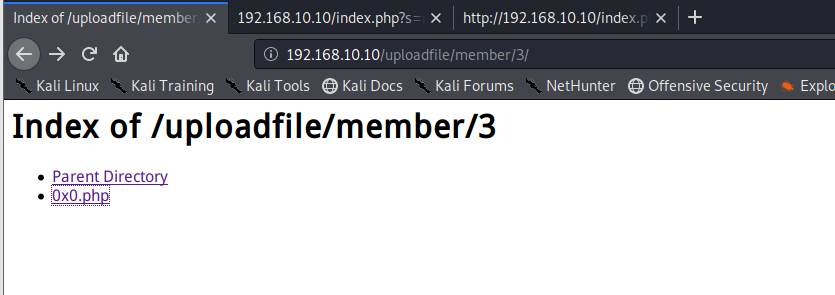 Index of /uploadfile/member
192.168.10.10/index.php?s=
http://192.168.10.10/index.p
192.168.10.10/uploadfile/member/3/
Kali Linux Kali Training Kali Tools Kali Docs Kali Forums NetHunter Offensive Security Explo
Index of /uploadfile/member/3
Parent Directory
0x0.php